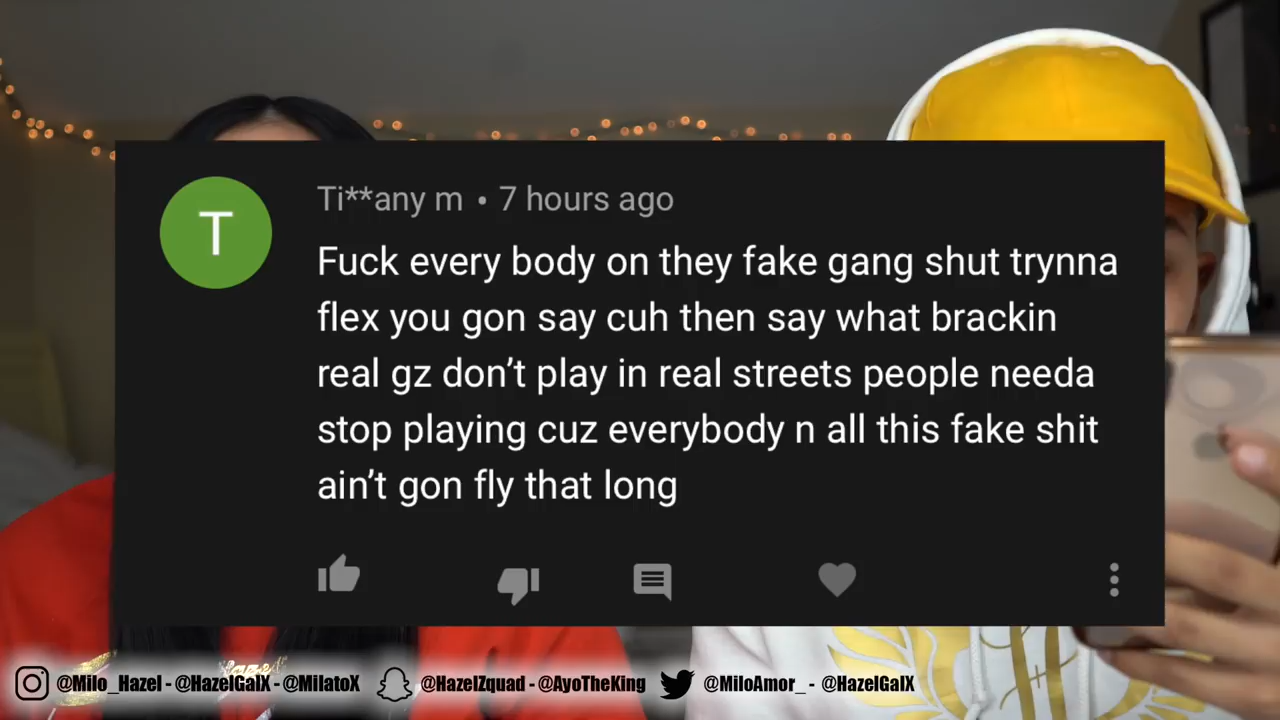 T
Ti**any m • 7 hours ago
Fuck every body on they fake gang shut trynna
flex you gon say cuh then say what brackin
real gz don’t play in real streets people needa
stop playing cuz everybody n all this fake shit
ain’t gon fly that long
@Milo_Hazel - @HazelGalX - @MilatoX @HazelZquad - @AyoTheKing @MiloAmor_ - @HazelGalX